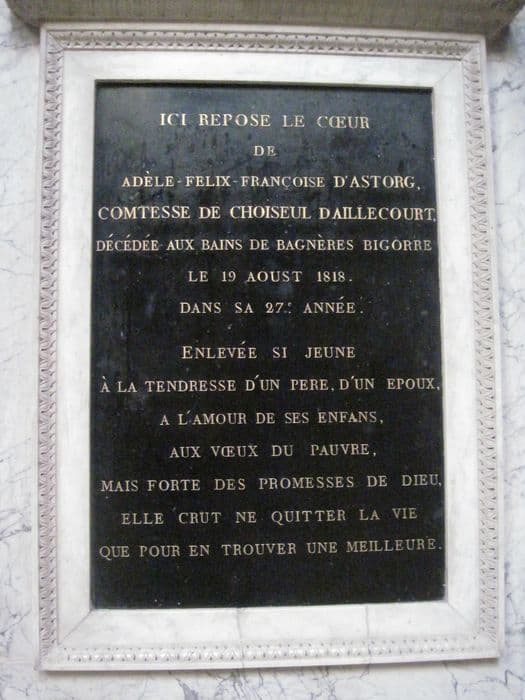 ICI REPOSE LE CŒUR
DE
ADÈLE-FELIX-FRANÇOISE D'ASTORG,
COMTESSE DE CHOISEUL DAILLECOURT,
DÉCÉDÉE AUX BAINS DE BAGNÈRES BIGORRE
LE 19 AOUST 1818.
DANS SA 27.e ANNÉE.
ENLEVÉE SI JEUNE
À LA TENDRESSE D'UN PERE, D'UN EPOUX,
A L'AMOUR DE SES ENFANS,
AUX VŒUX DU PAUVRE,
MAIS FORTE DES PROMESSES DE DIEU,
ELLE CRUT NE QUITTER LA VIE
QUE POUR EN TROUVER UNE MEILLEURE.